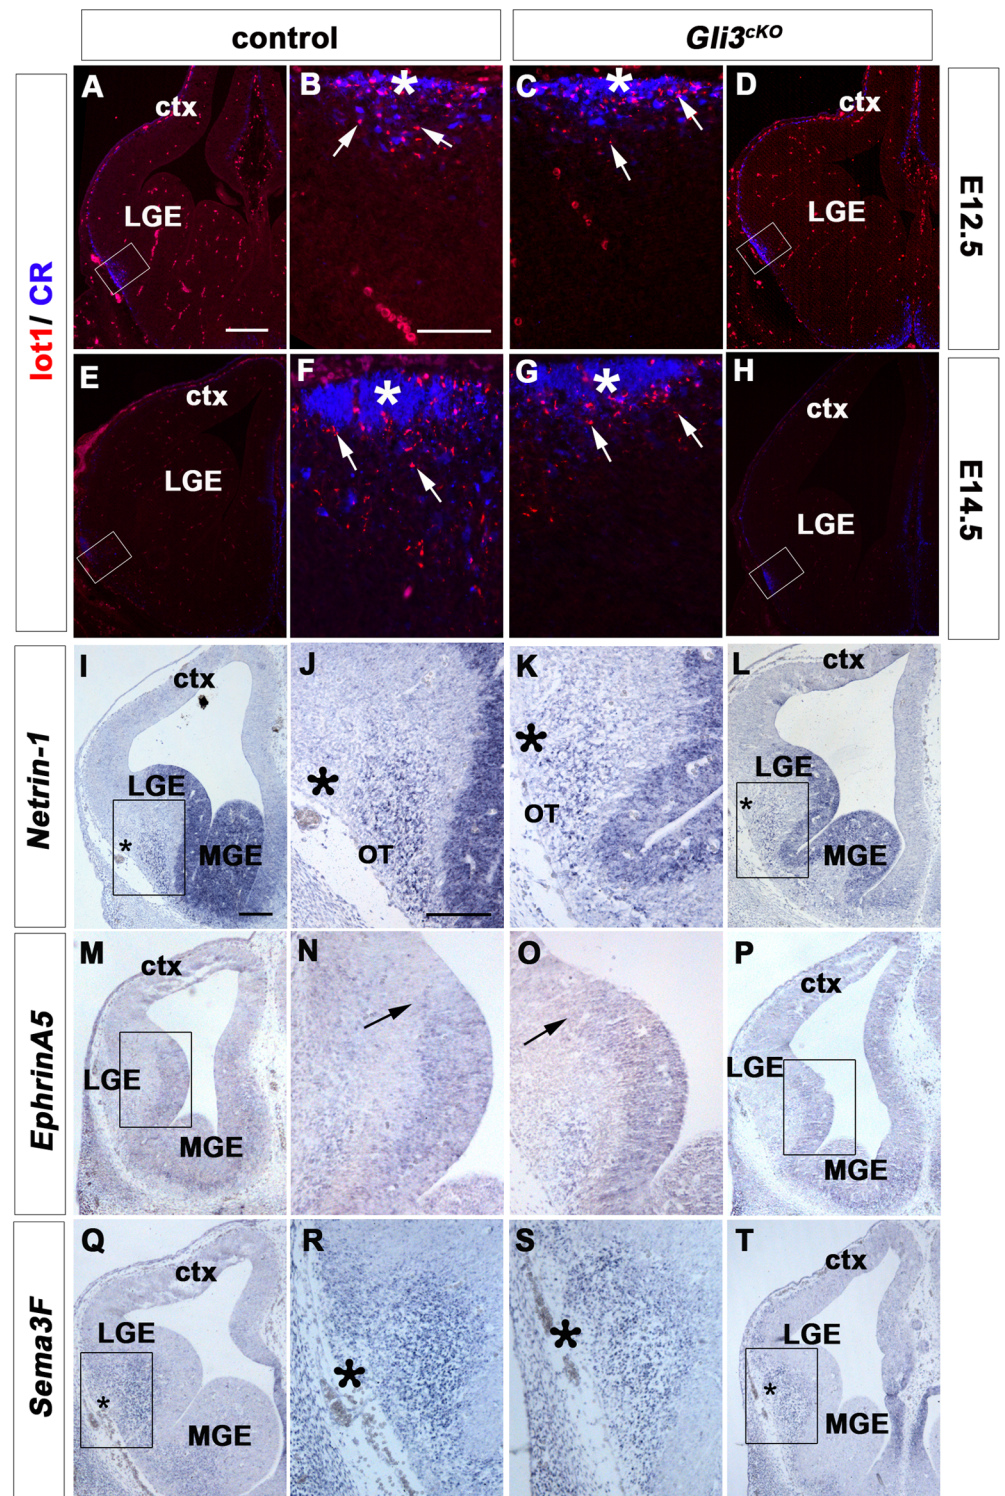 control
Gli3cKO
lot1/ CR
E12.5
E14.5
A
ctx
LGE
B
*
C
*
D
ctx
LGE
E
ctx
LGE
F
*
G
*
H
ctx
LGE
Netrin-1
I
ctx
LGE
MGE
*
J
*
OT
K
*
OT
L
ctx
LGE
*
MGE
EphrinA5
M
ctx
LGE
MGE
N
O
P
ctx
LGE
MGE
Sema3F
Q
ctx
LGE
*
MGE
R
*
S
*
T
ctx
LGE
*
MGE